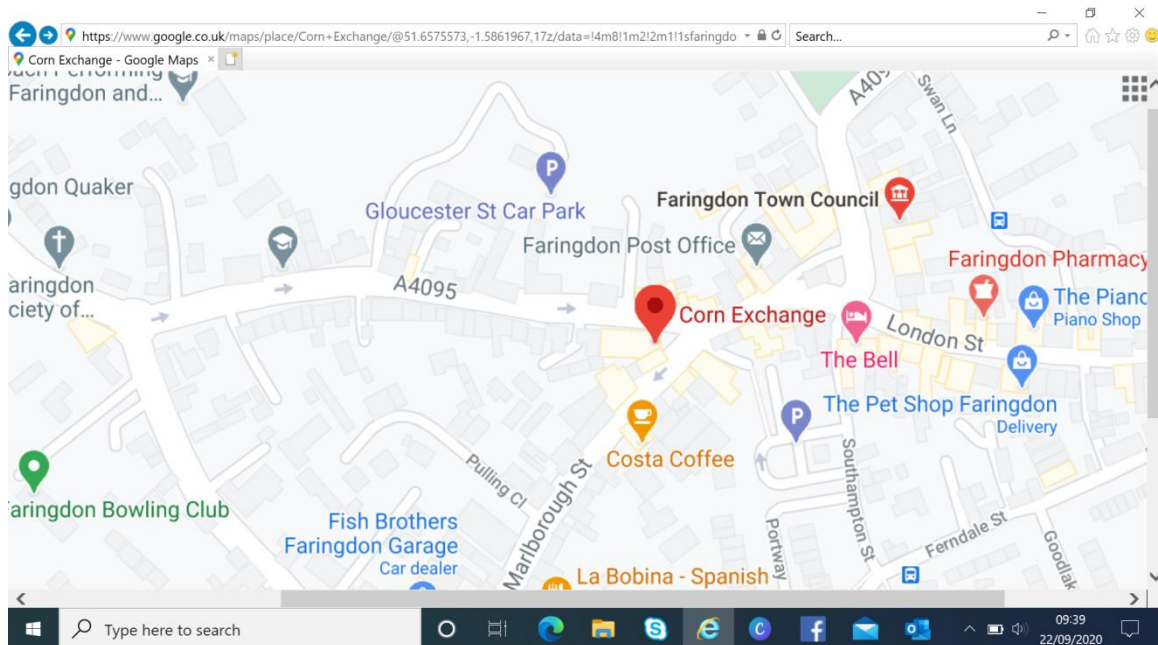 https://www.google.co.uk/maps/place/Corn+Exchange/@51.6575573,-1.5861967,17z/data=!4m8!1m2!2m1!1sfaringdo
Search...
Corn Exchange - Google Maps
Performing
Faringdon and...
Swan Ln
gdon Quaker
Gloucester St Car Park
Faringdon Town Council
Faringdon Post Office
Faringdon Pharmacy
aringdon
ciety of...
A4095
The Piano
Piano Shop
Corn Exchange
London St
The Bell
The Pet Shop Faringdon
Delivery
Costa Coffee
Pulling Cl
Marlborough St
Southampton St
aringdon Bowling Club
Fish Brothers
Faringdon Garage
Car dealer
Portway
Ferndale St
Goodlak
La Bobina - Spanish
Type here to search
09:39
22/09/2020